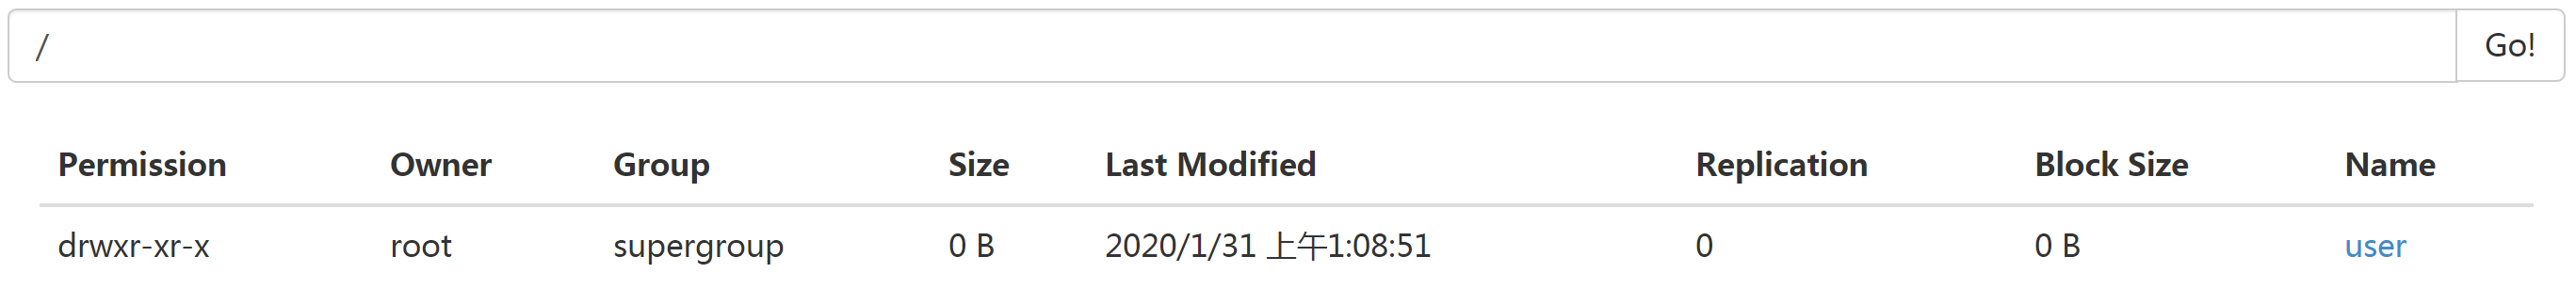 / Go!
Permission Owner Group Size Last Modified Replication Block Size Name
drwxr-xr-x root supergroup 0 B 2020/1/31 上午1:08:51 0 0 B user